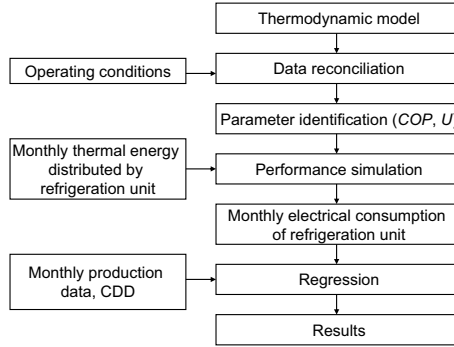 Thermodynamic model
Operating conditions
Data reconciliation
Parameter identification (COP, U)
Monthly thermal energy
distributed by
refrigeration unit
Performance simulation
Monthly electrical consumption
of refrigeration unit
Monthly production
data, CDD
Regression
Results